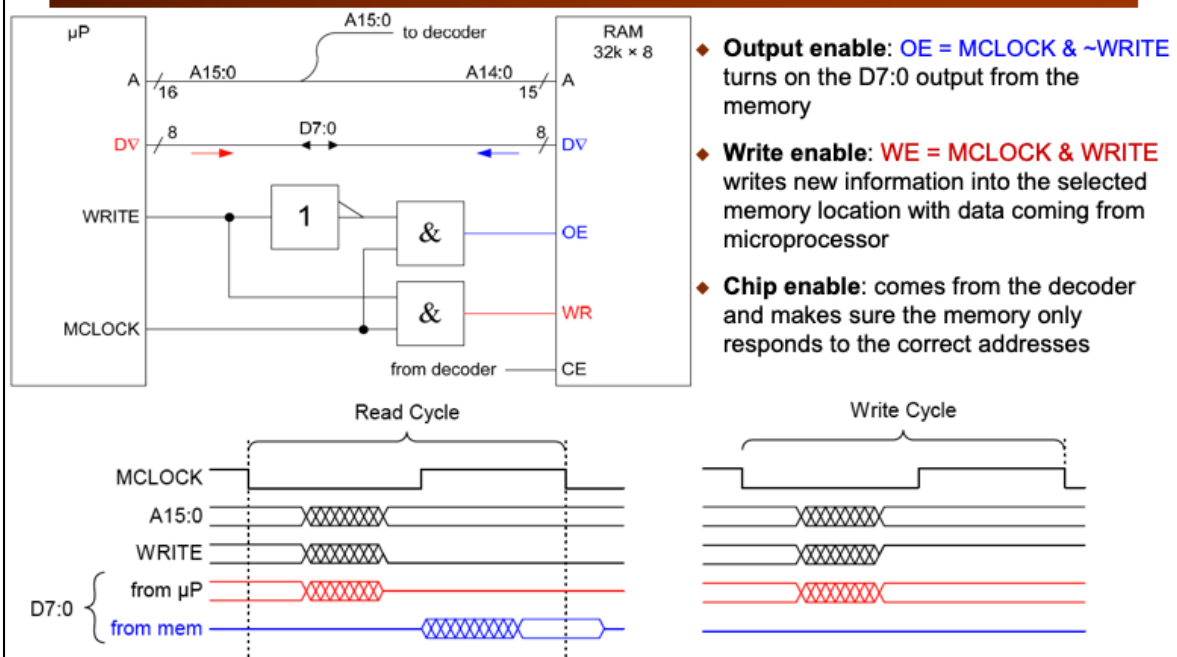 µP
A15:0 to decoder
RAM
32k × 8
A
A15:0
16
A14:0
15
A
D∇
8
D7:0
8
D∇
WRITE
1
&
OE
MCLOCK
&
WR
from decoder
CE
◆ Output enable: OE = MCLOCK & ~WRITE
turns on the D7:0 output from the
memory
◆ Write enable: WE = MCLOCK & WRITE
writes new information into the selected
memory location with data coming from
microprocessor
◆ Chip enable: comes from the decoder
and makes sure the memory only
responds to the correct addresses
Read Cycle
Write Cycle
MCLOCK
A15:0
WRITE
D7:0
from µP
from mem